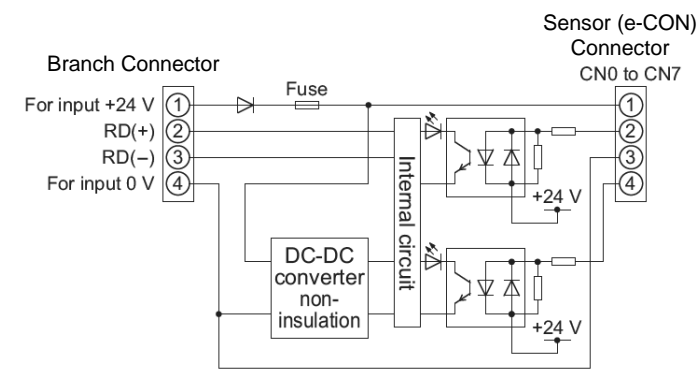 Sensor (e-CON)
Connector
CN0 to CN7
Branch Connector
Fuse
For input +24 V 1
RD(+) 2
RD(−) 3
For input 0 V 4
1
2
3
4
+24 V
Internal circuit
DC-DC
converter
non-
insulation
+24 V